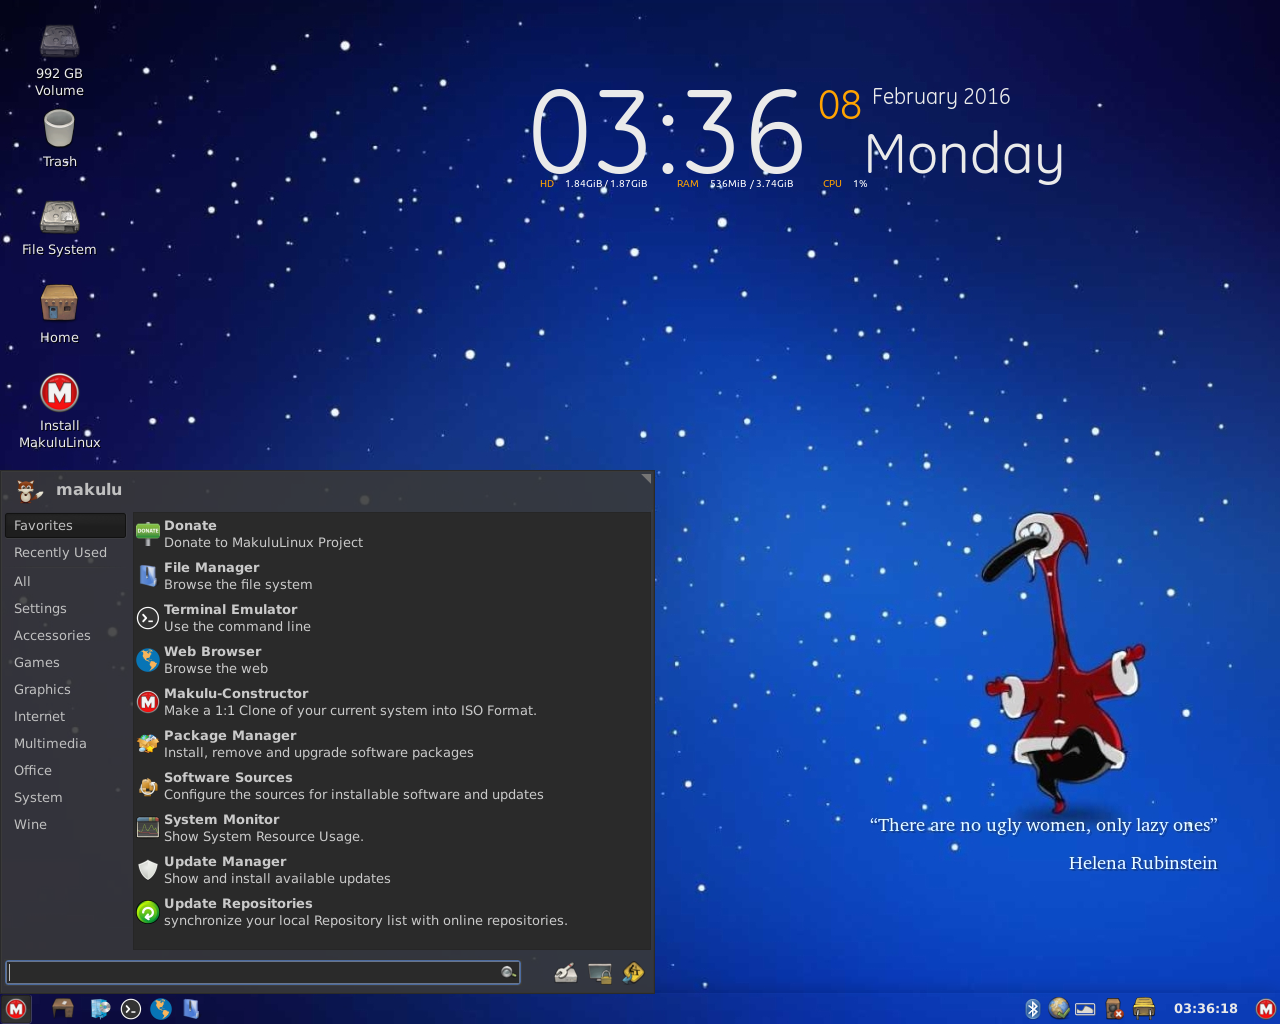 992 GB
Volume
Trash
File System
Home
M
Install
MakuluLinux
03:36
08
February 2016
Monday
HD 1.84GiB / 1.87GiB RAM 536MiB / 3.74GiB CPU 1%
makulu
Favorites
Recently Used
All
Settings
Accessories
Games
Graphics
Internet
Multimedia
Office
System
Wine
DONATE
Donate
Donate to MakuluLinux Project
File Manager
Browse the file system
Terminal Emulator
Use the command line
Web Browser
Browse the web
M
Makulu-Constructor
Make a 1:1 Clone of your current system into ISO Format.
Package Manager
Install, remove and upgrade software packages
Software Sources
Configure the sources for installable software and updates
System Monitor
Show System Resource Usage.
Update Manager
Show and install available updates
Update Repositories
synchronize your local Repository list with online repositories.
“There are no ugly women, only lazy ones”
Helena Rubinstein
M
03:36:18
M